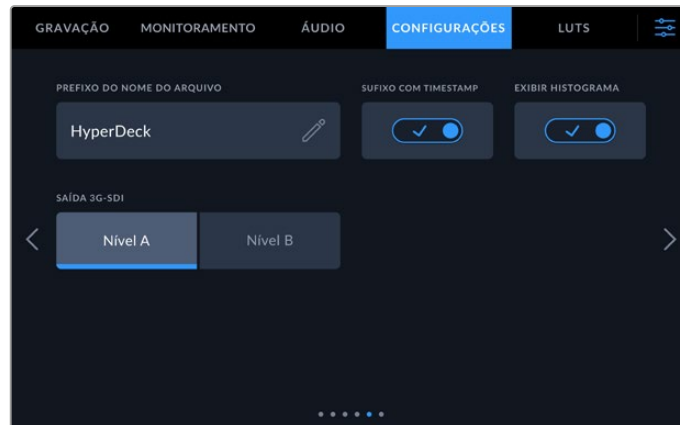 GRAVAÇÃO MONITORAMENTO ÁUDIO CONFIGURAÇÕES LUTS
PREFIXO DO NOME DO ARQUIVO SUFIXO COM TIMESTAMP EXIBIR HISTOGRAMA
HyperDeck
SAÍDA 3G-SDI
Nível A Nível B